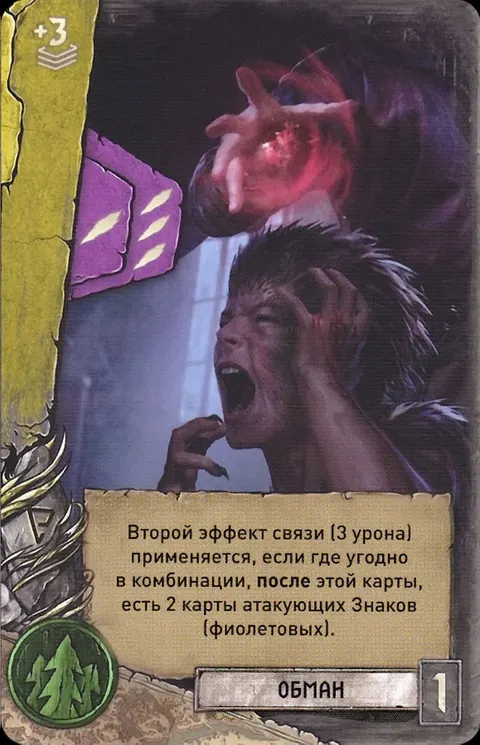 +3
Второй эффект связи (3 урона)
применяется, если где угодно
в комбинации, после этой карты,
есть 2 карты атакующих Знаков
(фиолетовых).
ОБМАН
1